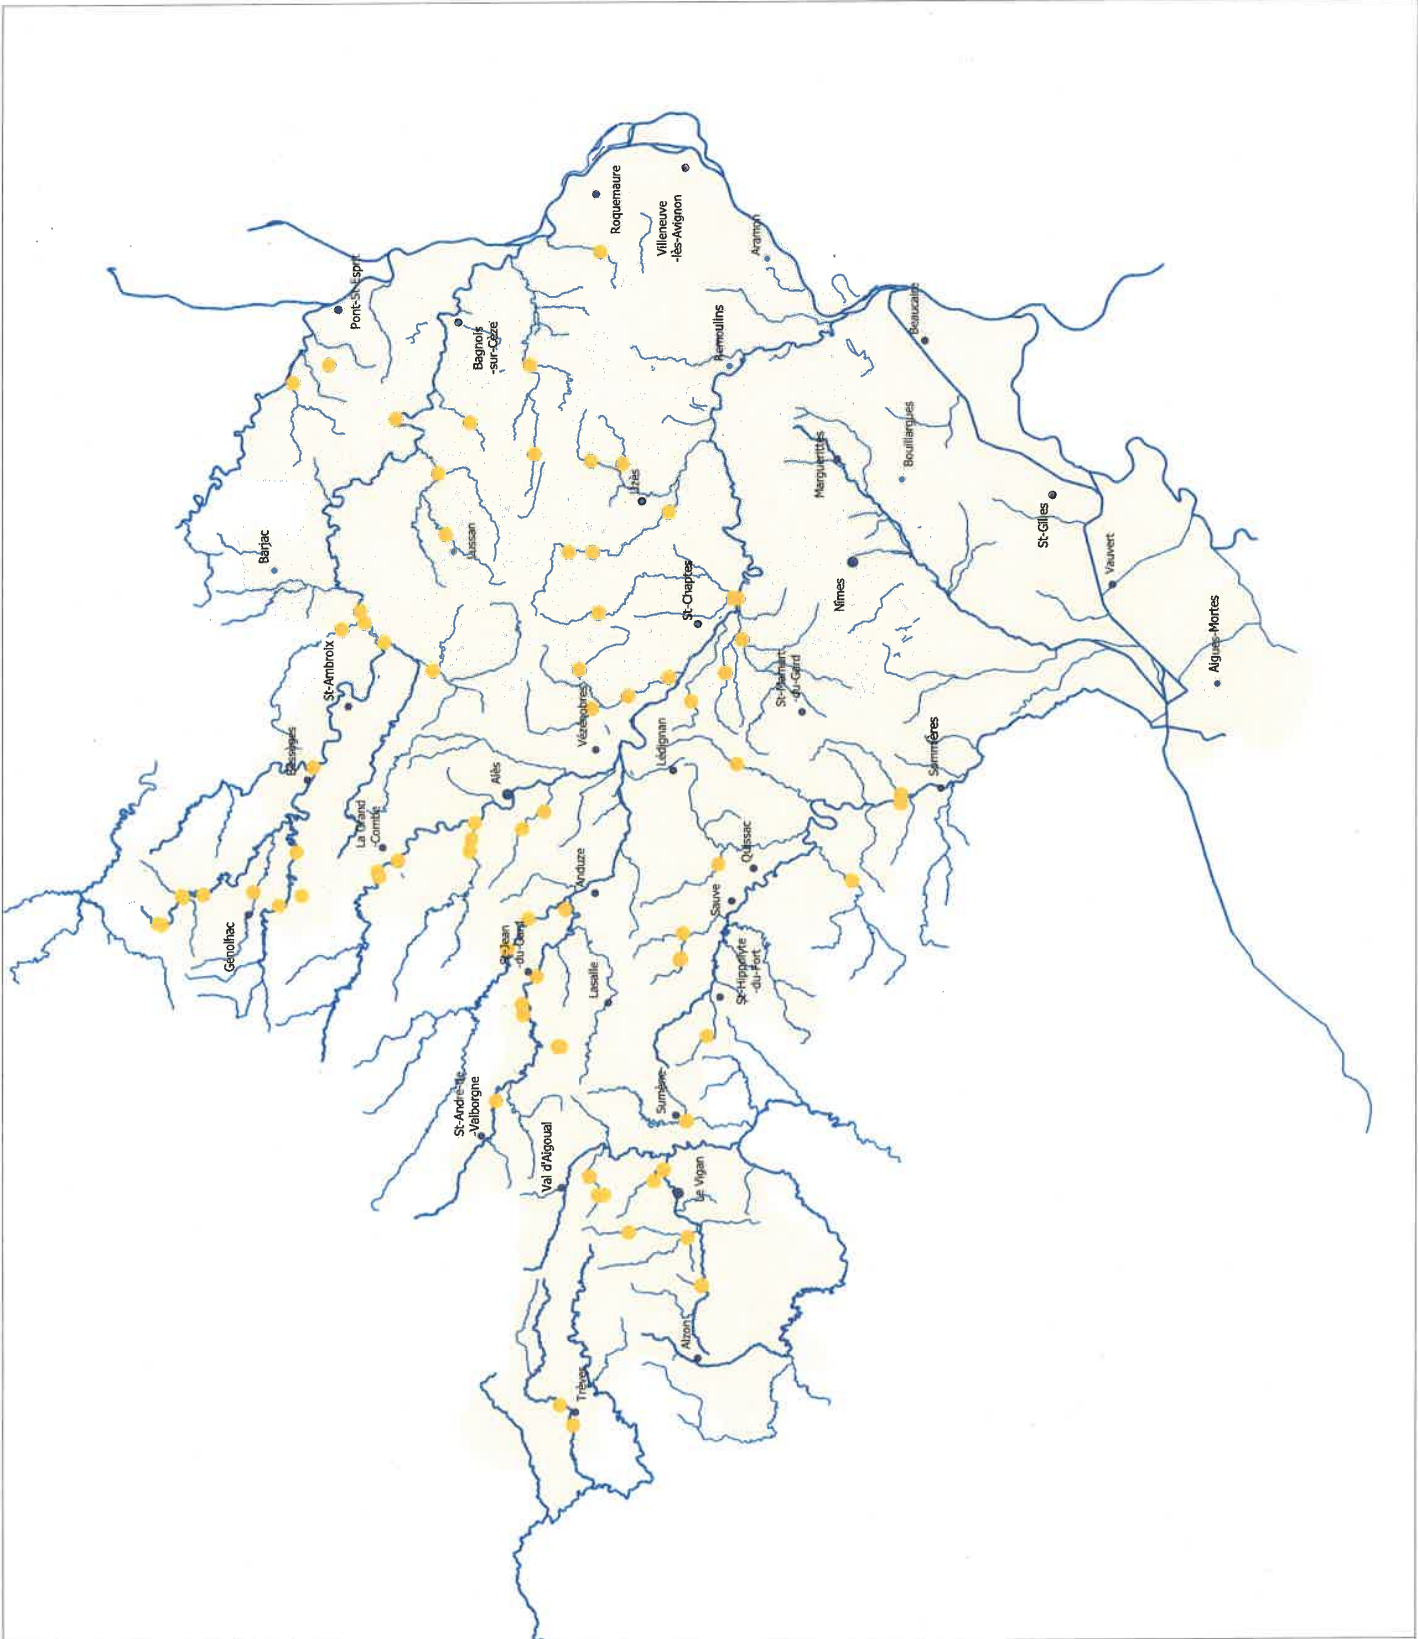 Génolhac
Bessèges
St-Ambroix
Barjac
Pont-St-Esprit
La Grand
-Combe
Alès
Lussan
Bagnols
-sur-Cèze
Roquemaure
Villeneuve
-lès-Avignon
St-André-de
-Valborgne
St-Jean
-du-Gard
Anduze
Vézénobres
Uzès
Val d'Aigoual
Lasalle
Lédignan
St-Chaptes
Remoulins
Aramon
Trèves
Alzon
Le Vigan
Sumène
St-Hippolyte
-du-Fort
Sauve
Quissac
St-Mamert
-du-Gard
Nîmes
Marguerittes
Bouillargues
Beaucaire
Sommières
St-Gilles
Vauvert
Aigues-Mortes